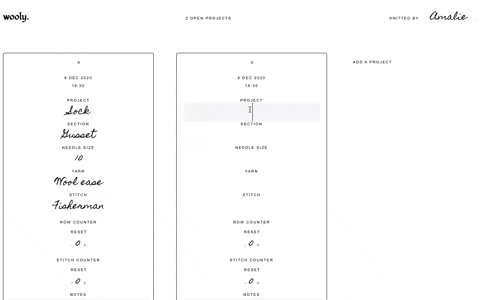 wooly.
2 OPEN PROJECTS
KNITTED BY Amalie
X
6 DEC 2020
16:50
PROJECT
Sock
SECTION
Gusset
NEEDLE SIZE
10
YARN
Wool ease
STITCH
Fisherman
ROW COUNTER
RESET
. 0 .
STITCH COUNTER
RESET
. 0 .
NOTES
X
6 DEC 2020
16:50
PROJECT
SECTION
NEEDLE SIZE
YARN
STITCH
ROW COUNTER
RESET
. 0 .
STITCH COUNTER
RESET
. 0 .
NOTES
ADD A PROJECT